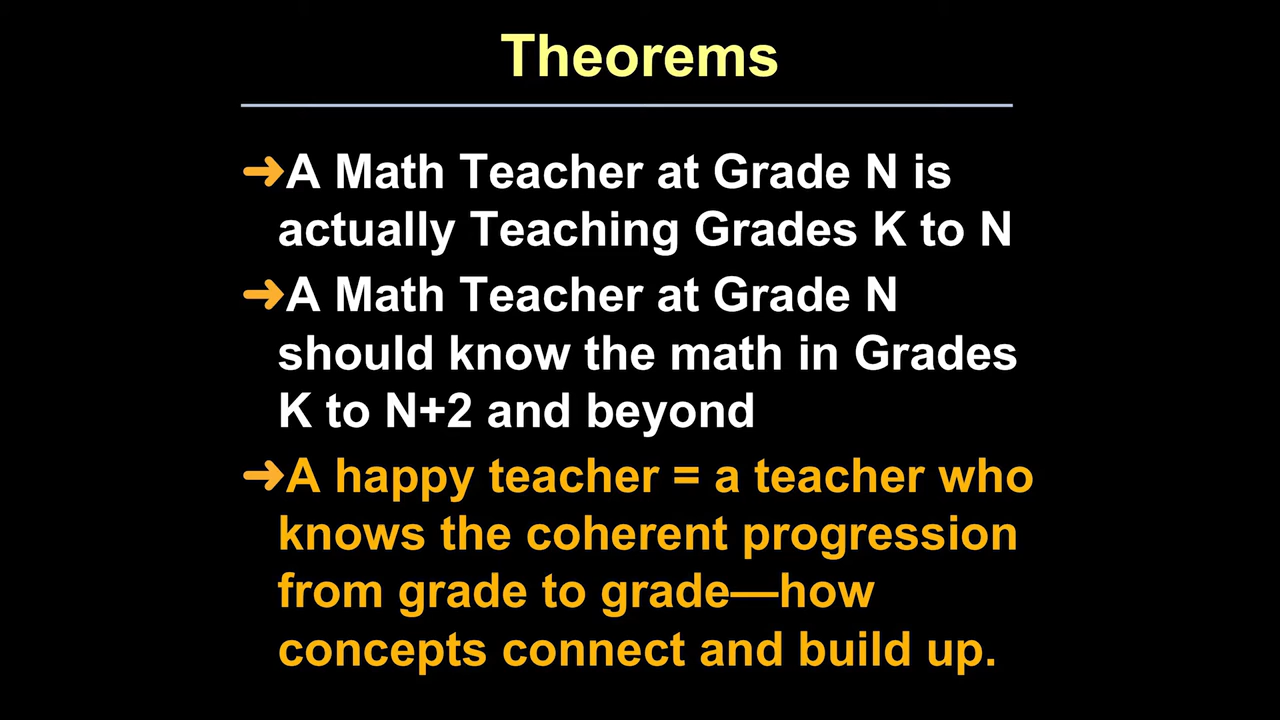 Theorems
➜A Math Teacher at Grade N is
actually Teaching Grades K to N
➜A Math Teacher at Grade N
should know the math in Grades
K to N+2 and beyond
➜A happy teacher = a teacher who
knows the coherent progression
from grade to grade—how
concepts connect and build up.